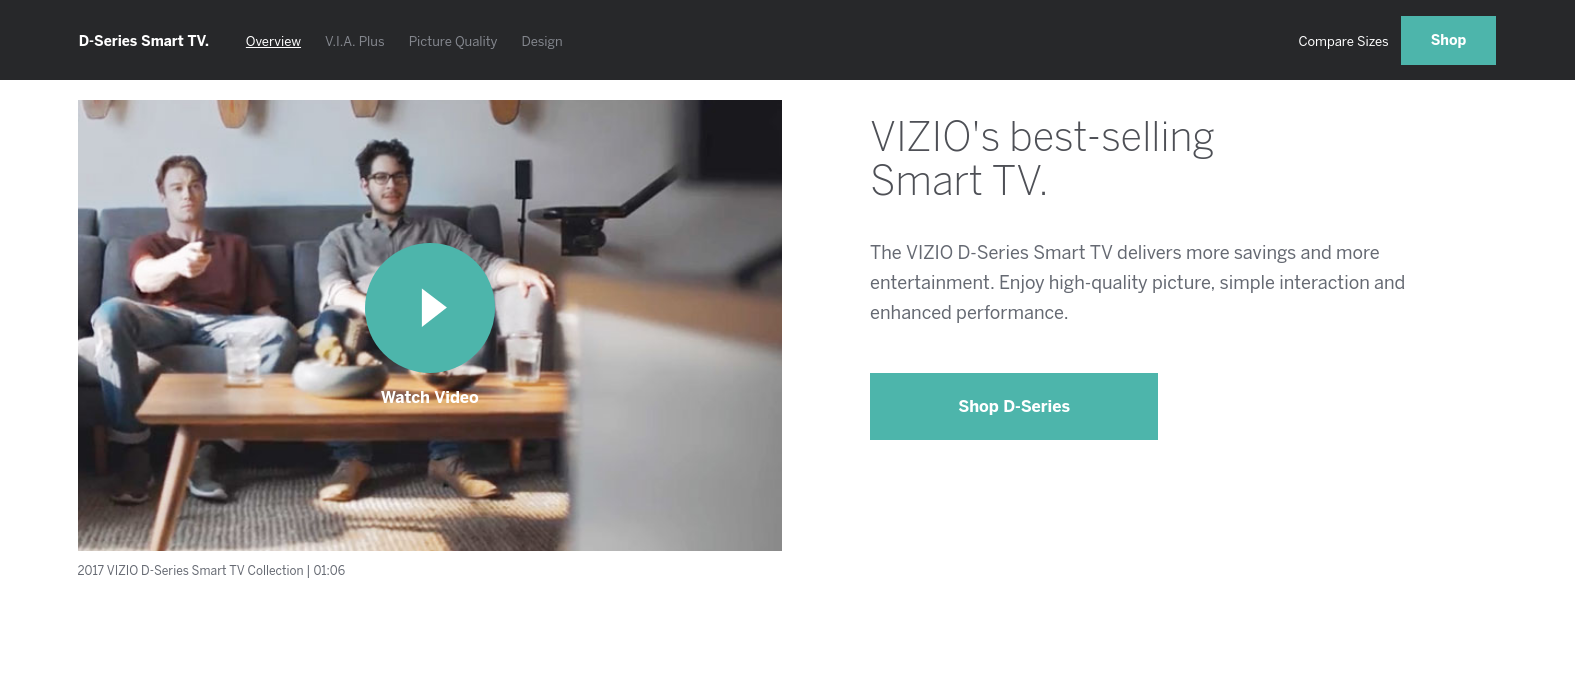 D-Series Smart TV. Overview V.I.A. Plus Picture Quality Design Compare Sizes Shop
Watch Video
2017 VIZIO D-Series Smart TV Collection | 01:06
VIZIO's best-selling
Smart TV.
The VIZIO D-Series Smart TV delivers more savings and more
entertainment. Enjoy high-quality picture, simple interaction and
enhanced performance.
Shop D-Series